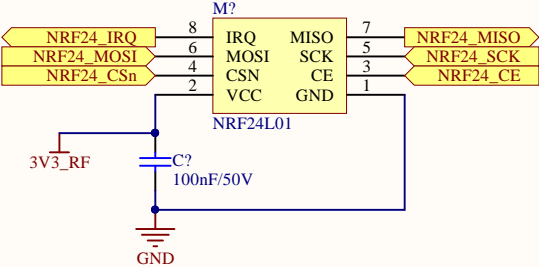 M?
NRF24_IRQ 8 IRQ MISO 7 NRF24_MISO
NRF24_MOSI 6 MOSI SCK 5 NRF24_SCK
NRF24_CSn 4 CSN CE 3 NRF24_CE
2 VCC GND 1
NRF24L01
3V3_RF
C?
100nF/50V
GND